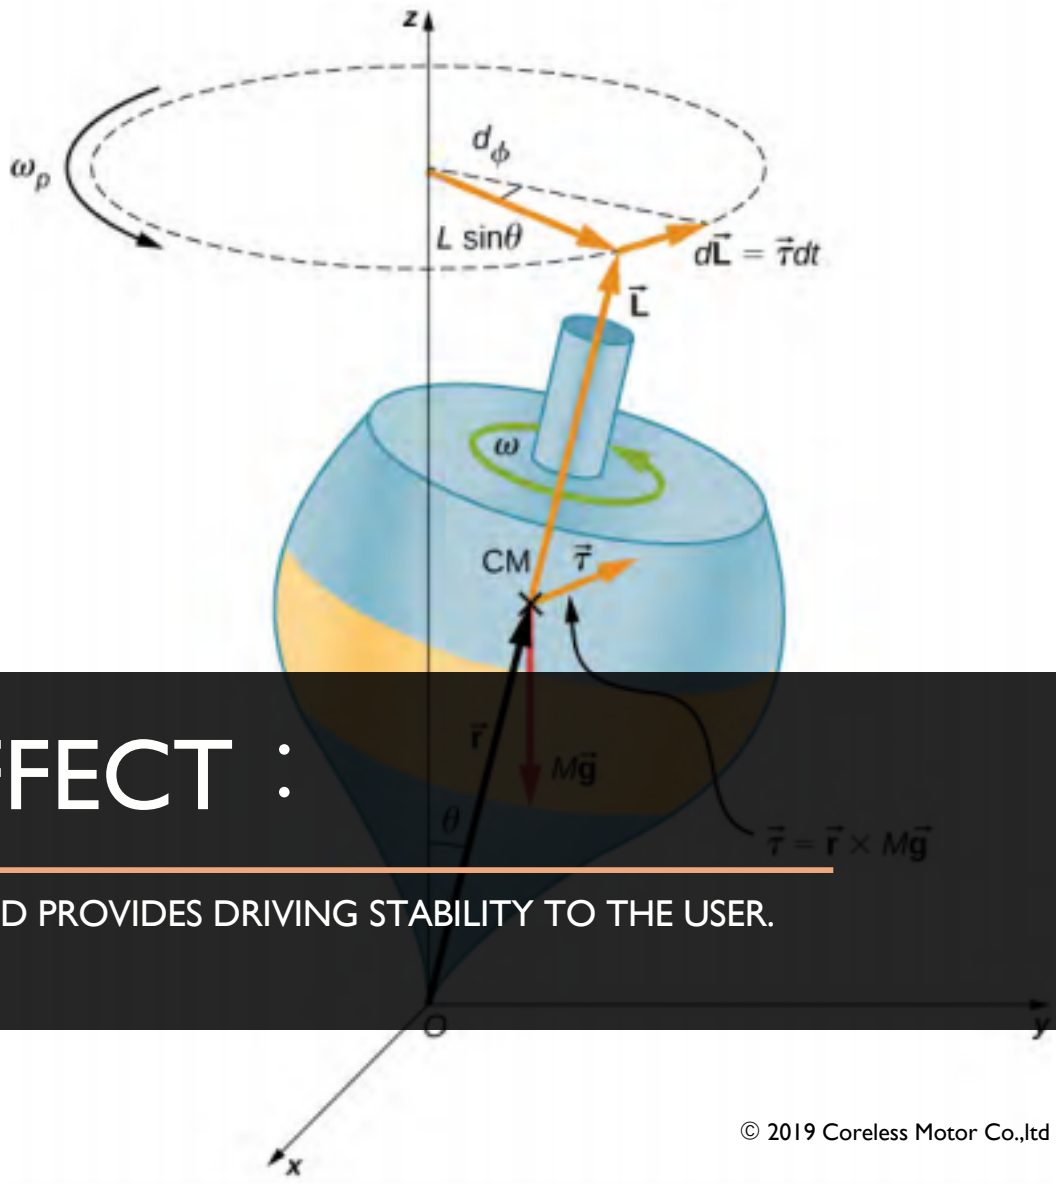 z
d_ϕ
ω_p
L sinθ
dL⃗ = τ⃗dt
L⃗
ω
CM
τ⃗
r⃗
FFECT：
Mg⃗
θ
τ⃗ = r⃗ × Mg⃗
D PROVIDES DRIVING STABILITY TO THE USER.
O
y
© 2019 Coreless Motor Co.,ltd
x